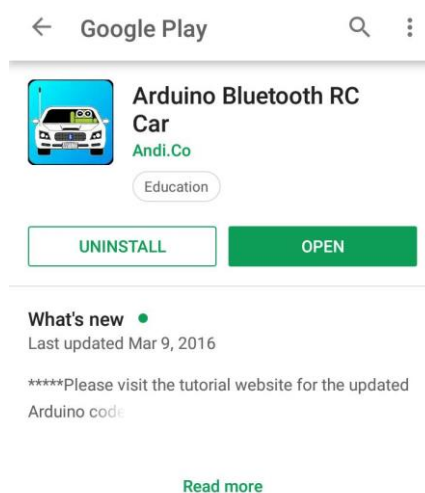 Google Play
Arduino Bluetooth RC
Car
Andi.Co
Education
UNINSTALL
OPEN
What's new
Last updated Mar 9, 2016
*****Please visit the tutorial website for the updated
Arduino code
Read more